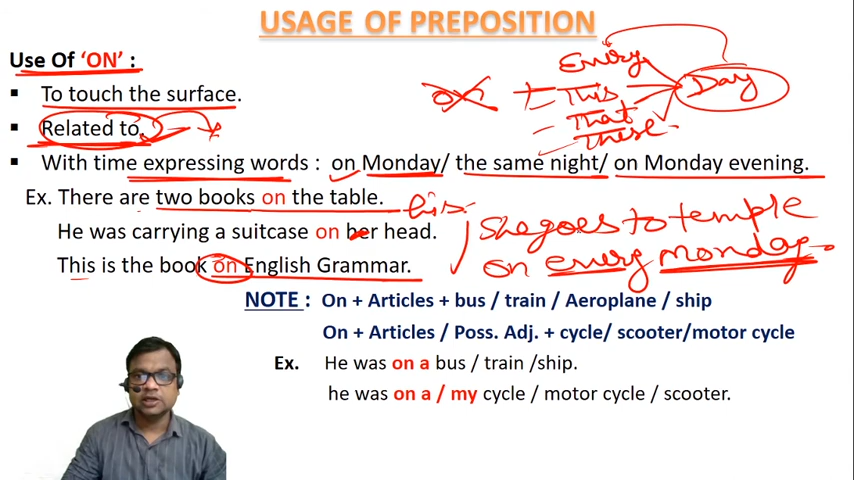 USAGE OF PREPOSITION
Use Of 'ON' :
Every
on
This
Day
That
These
▪ To touch the surface.
▪ Related to,
▪ With time expressing words : on Monday/ the same night/ on Monday evening.
Ex. There are two books on the table.
his
He was carrying a suitcase on her head.
This is the book on English Grammar.
She goes to temple
on every monday.
NOTE : On + Articles + bus / train / Aeroplane / ship
On + Articles / Poss. Adj. + cycle/ scooter/motor cycle
Ex. He was on a bus / train /ship.
he was on a / my cycle / motor cycle / scooter.